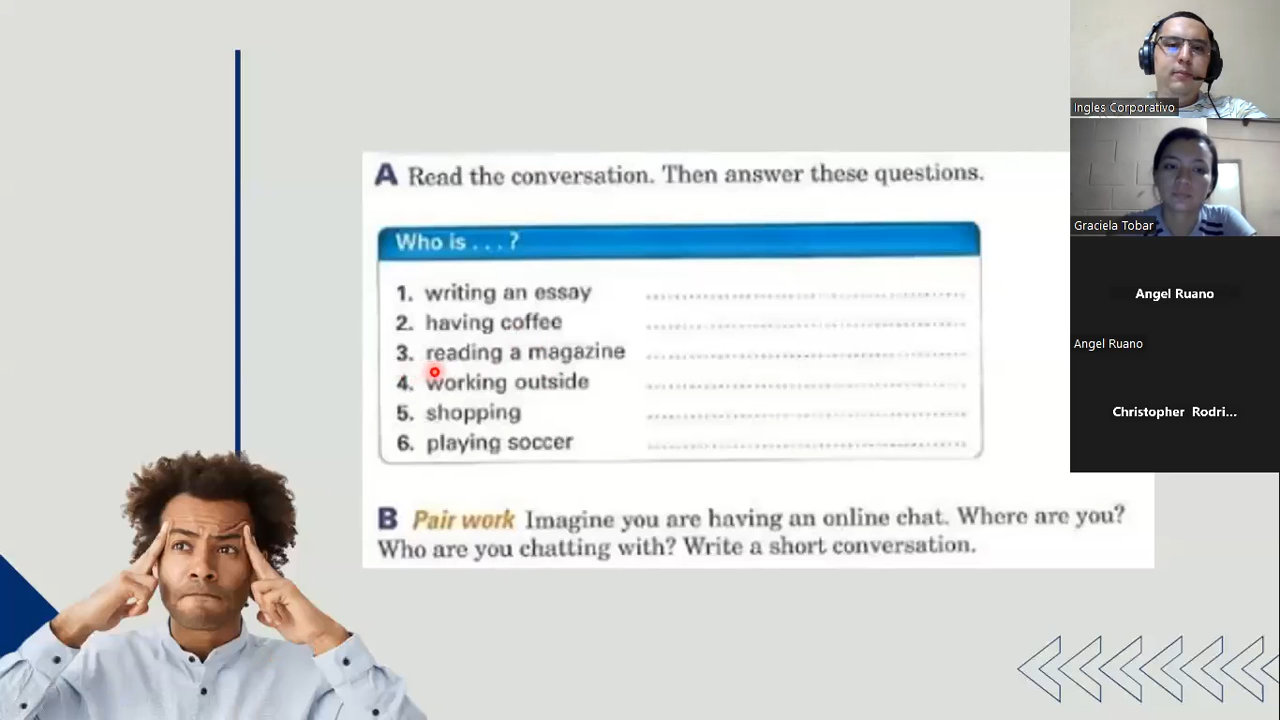 A Read the conversation. Then answer these questions.
Who is . . . ?
1. writing an essay
2. having coffee
3. reading a magazine
4. working outside
5. shopping
6. playing soccer
B Pair work Imagine you are having an online chat. Where are you?
Who are you chatting with? Write a short conversation.
Ingles Corporativo
Graciela Tobar
Angel Ruano
Angel Ruano
Christopher Rodri...